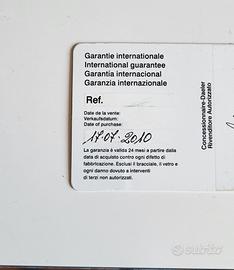 Garantie internationale
International guarantee
Garantia internacional
Garanzia internazionale
Ref.
Date de la vente:
Verkaufsdatum:
Date of purchase:
17.07.2010
La garanzia è valida 24 mesi a partire dalla
data di acquisto contro ogni difetto di
fabbricazione. Esclusi il bracciale, il vetro e
ogni danno dovuto a interventi
di terzi non autorizzati.
Concessionnaire-Dealer
Rivenditore Autorizzato
subito